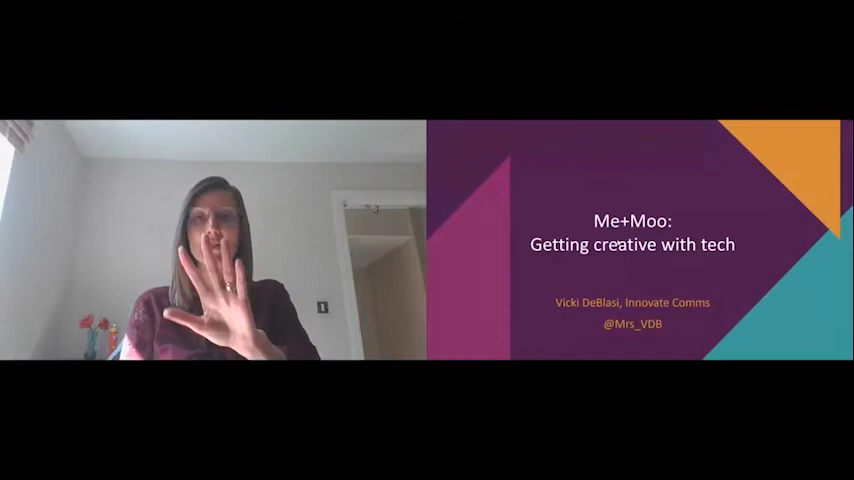 Me+Moo:
Getting creative with tech
Vicki DeBlasi, Innovate Comms
@Mrs_VDB